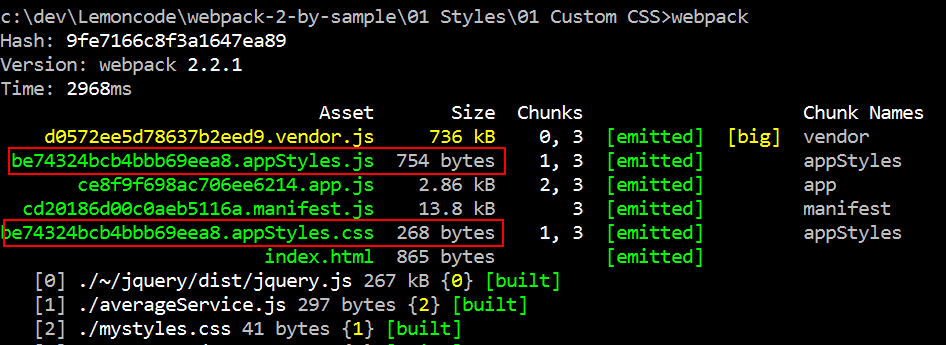 c:\dev\Lemoncode\webpack-2-by-sample\01 Styles\01 Custom CSS>webpack
Hash: 9fe7166c8f3a1647ea89
Version: webpack 2.2.1
Time: 2968ms
Asset Size Chunks Chunk Names
d0572ee5d78637b2eed9.vendor.js 736 kB 0, 3 [emitted] [big] vendor
be74324bcb4bbb69eea8.appStyles.js 754 bytes 1, 3 [emitted] appStyles
ce8f9f698ac706ee6214.app.js 2.86 kB 2, 3 [emitted] app
cd20186d00c0aeb5116a.manifest.js 13.8 kB 3 [emitted] manifest
be74324bcb4bbb69eea8.appStyles.css 268 bytes 1, 3 [emitted] appStyles
index.html 865 bytes [emitted]
[0] ./~/jquery/dist/jquery.js 267 kB {0} [built]
[1] ./averageService.js 297 bytes {2} [built]
[2] ./mystyles.css 41 bytes {1} [built]